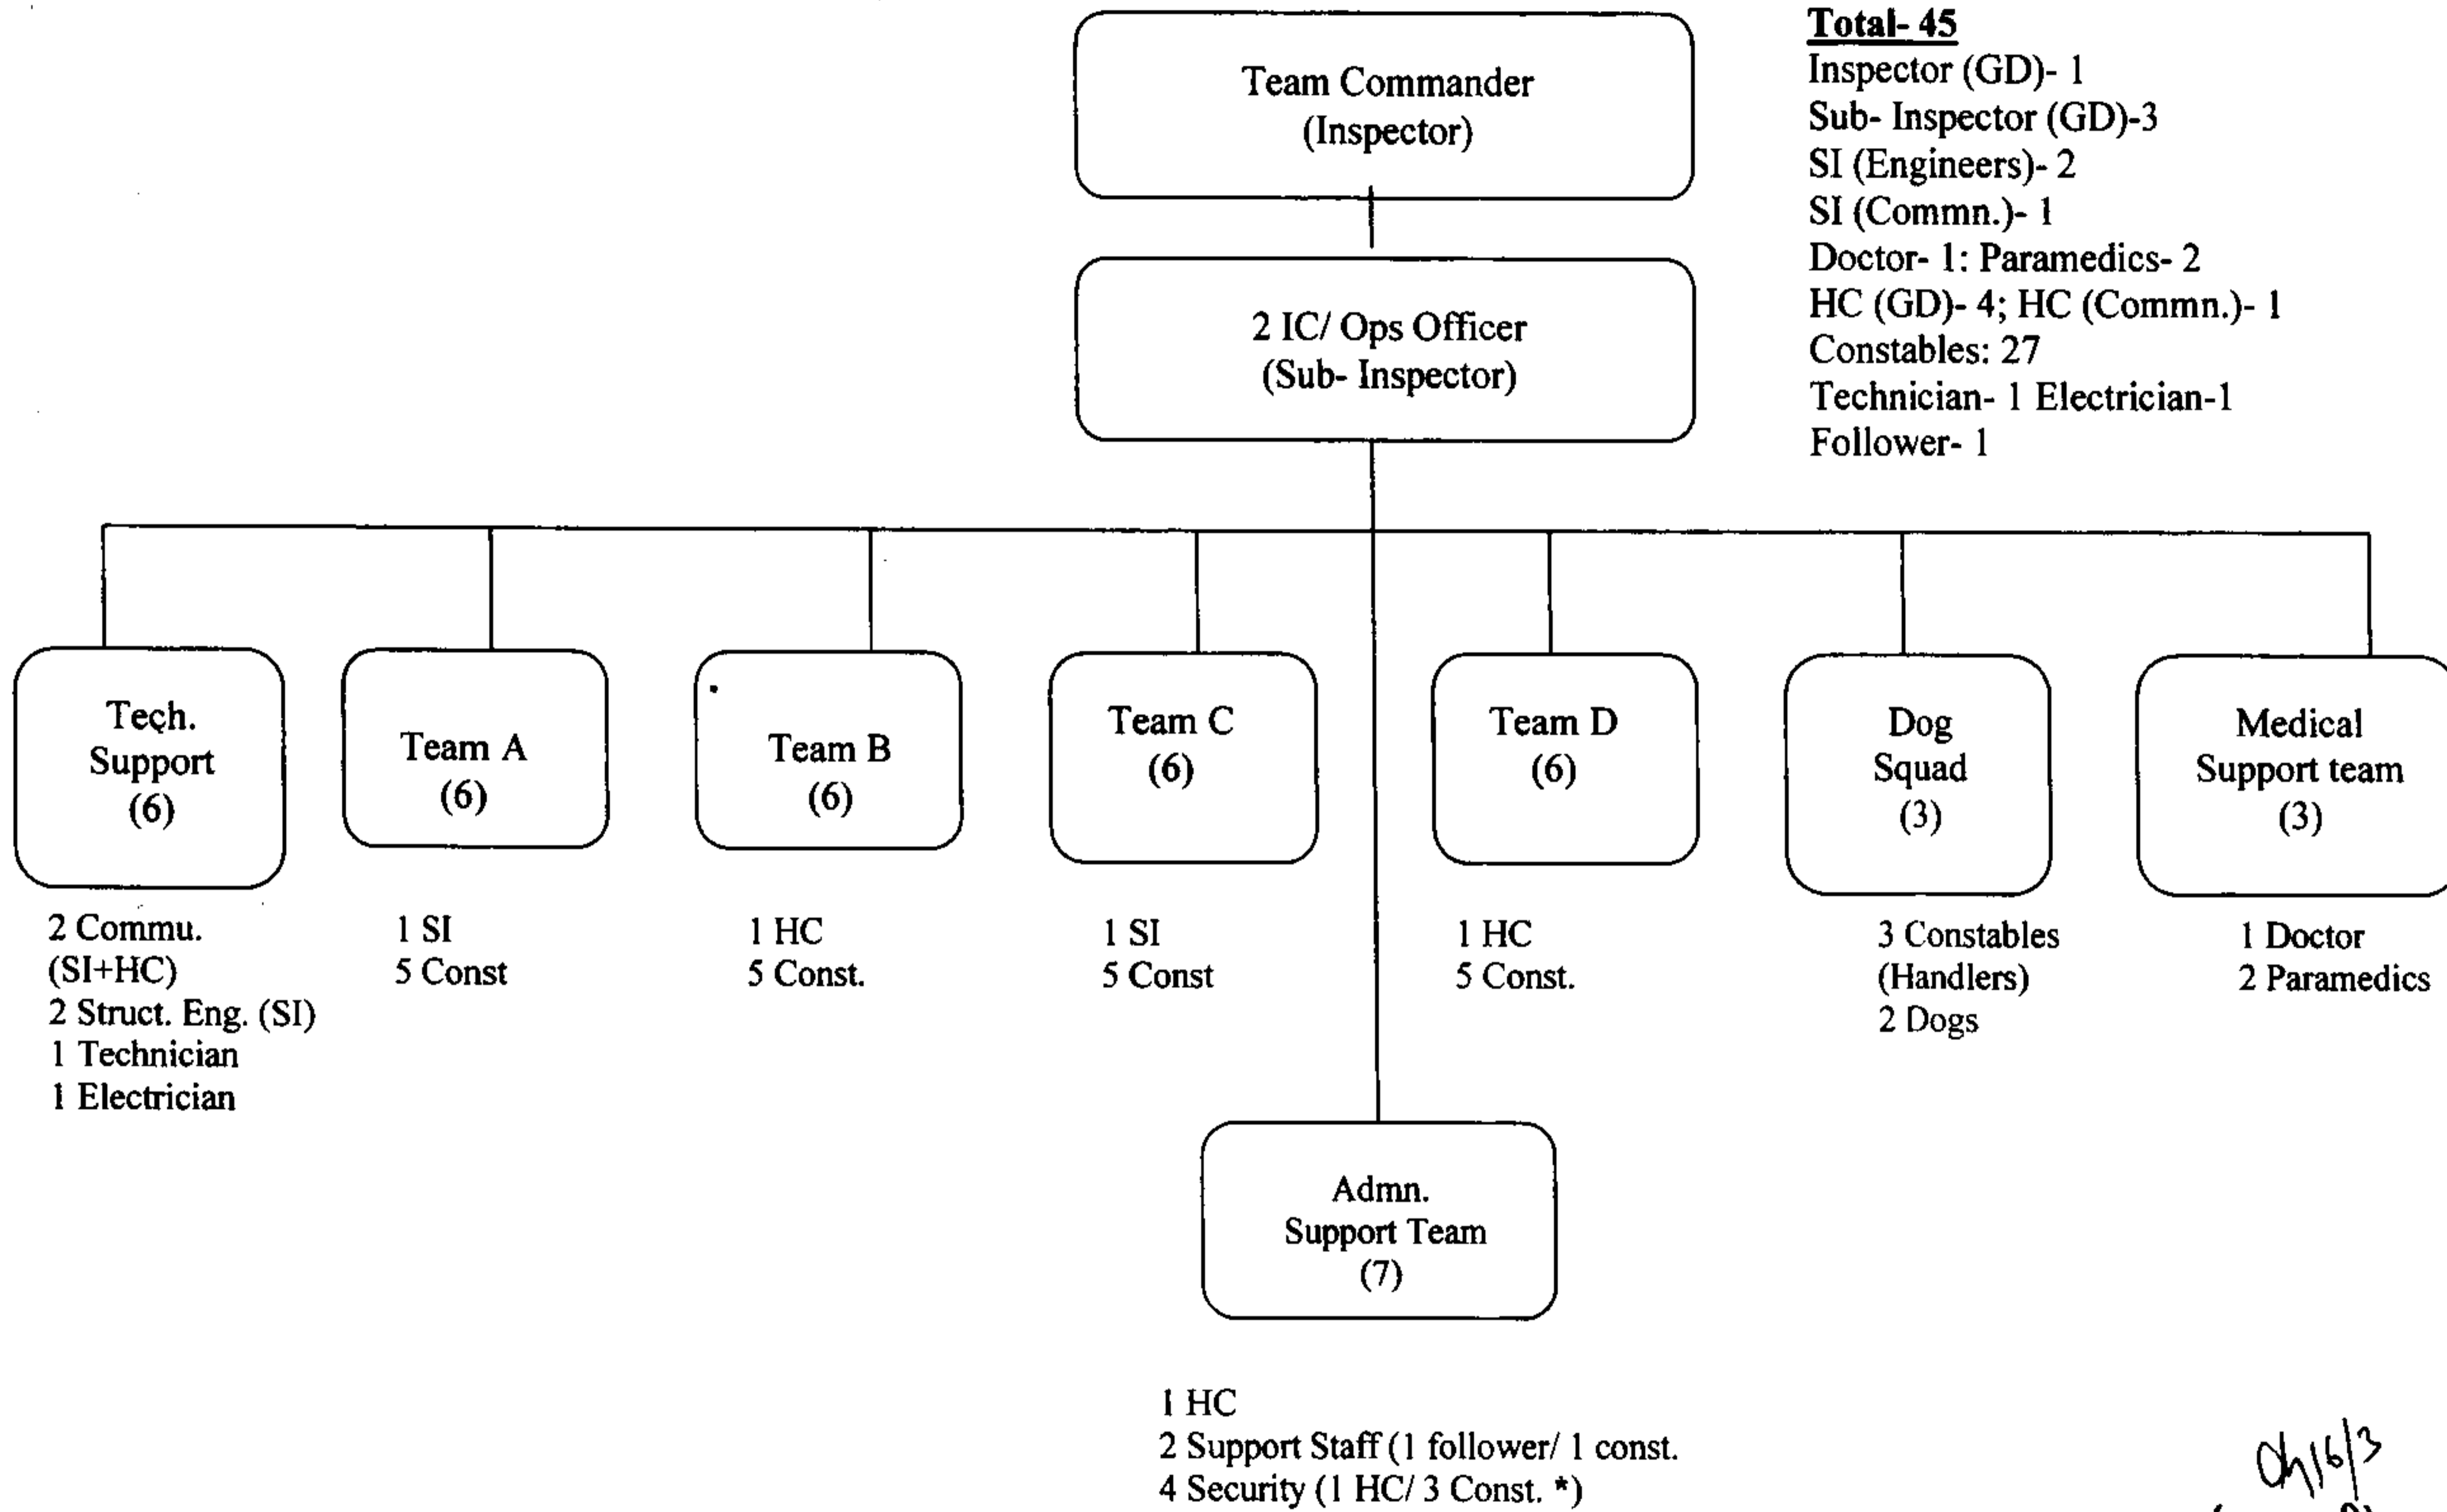 Total- 45
Inspector (GD)- 1
Sub- Inspector (GD)-3
SI (Engineers)- 2
SI (Commn.)- 1
Doctor- 1: Paramedics- 2
HC (GD)- 4; HC (Commn.)- 1
Constables: 27
Technician- 1 Electrician-1
Follower- 1
Team Commander
(Inspector)
2 IC/ Ops Officer
(Sub- Inspector)
Tech.
Support
(6)
2 Commu.
(SI+HC)
2 Struct. Eng. (SI)
1 Technician
1 Electrician
Team A
(6)
1 SI
5 Const
Team B
(6)
1 HC
5 Const.
Team C
(6)
1 SI
5 Const
Team D
(6)
1 HC
5 Const.
Dog
Squad
(3)
3 Constables
(Handlers)
2 Dogs
Medical
Support team
(3)
1 Doctor
2 Paramedics
Admn.
Support Team
(7)
1 HC
2 Support Staff (1 follower/ 1 const.
4 Security (1 HC/ 3 Const. *)
16/3